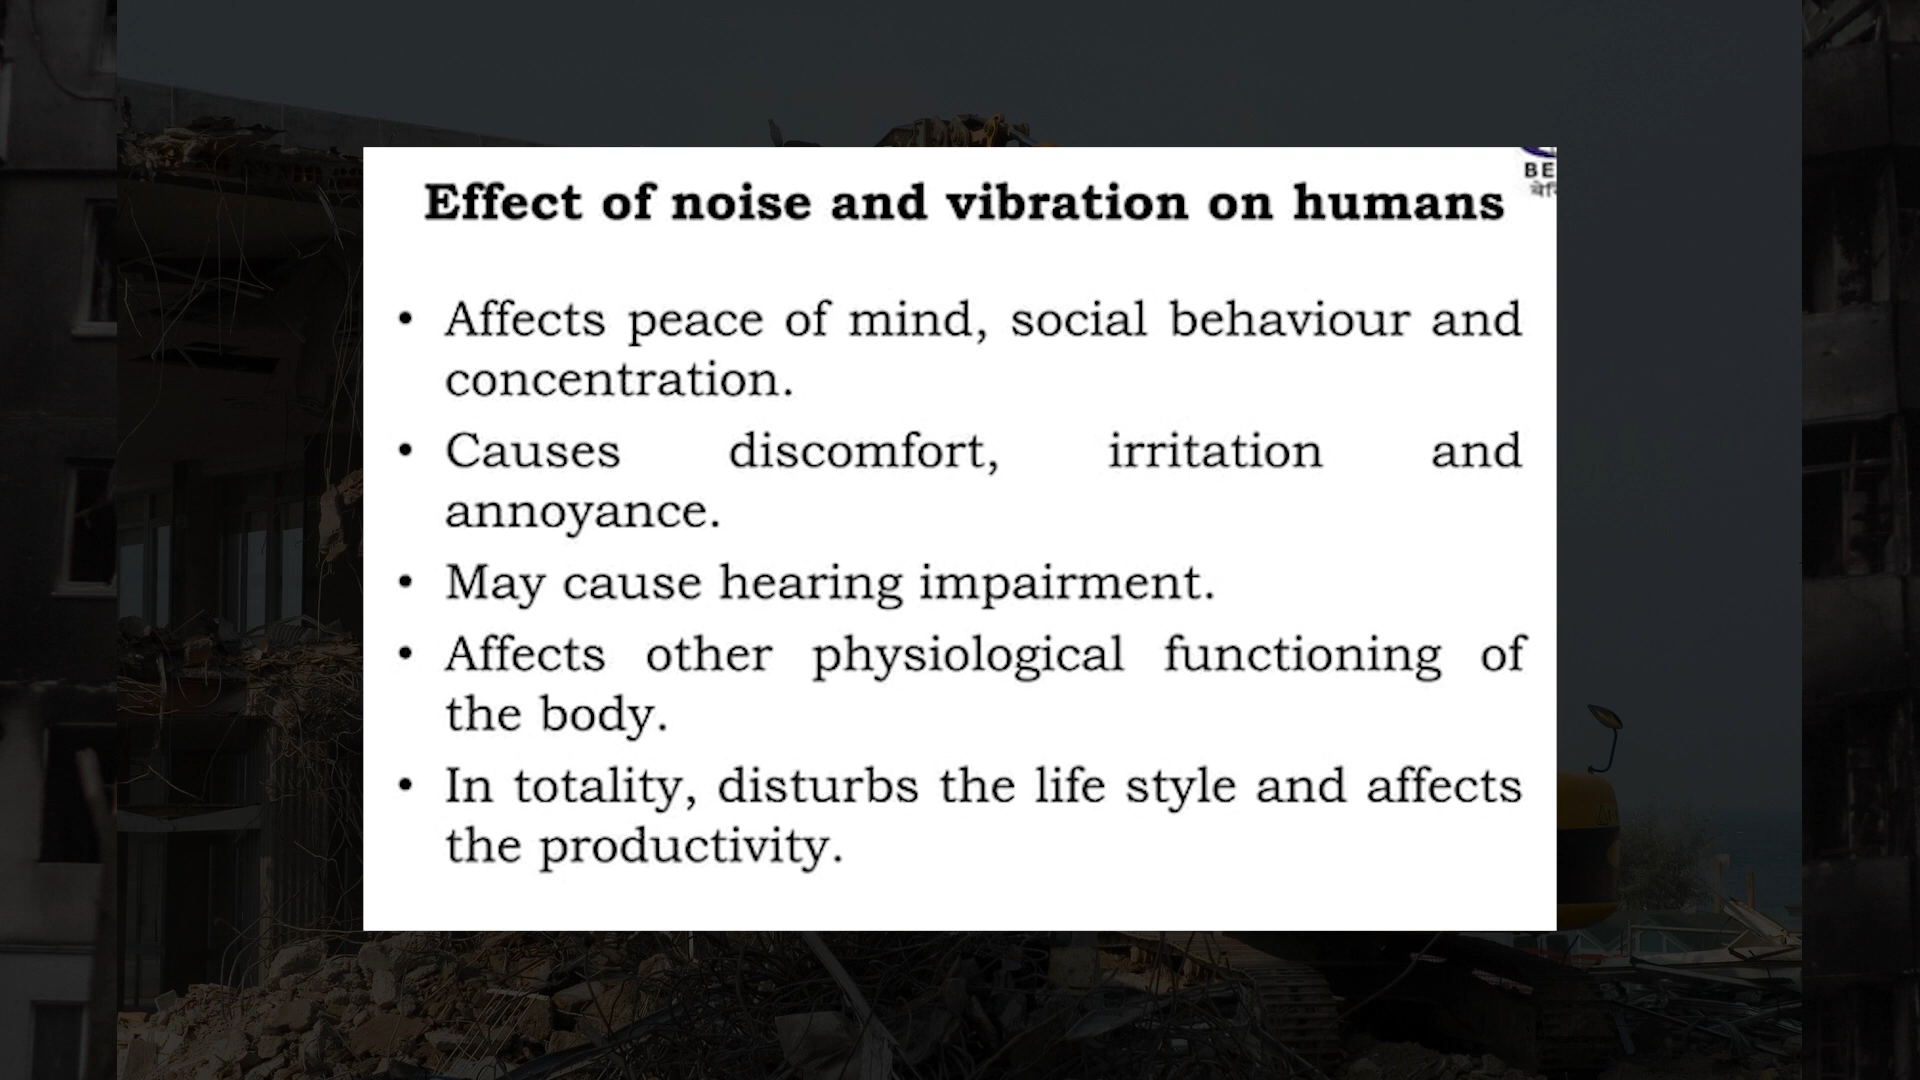 Effect of noise and vibration on humans
• Affects peace of mind, social behaviour and
concentration.
• Causes discomfort, irritation and
annoyance.
• May cause hearing impairment.
• Affects other physiological functioning of
the body.
• In totality, disturbs the life style and affects
the productivity.